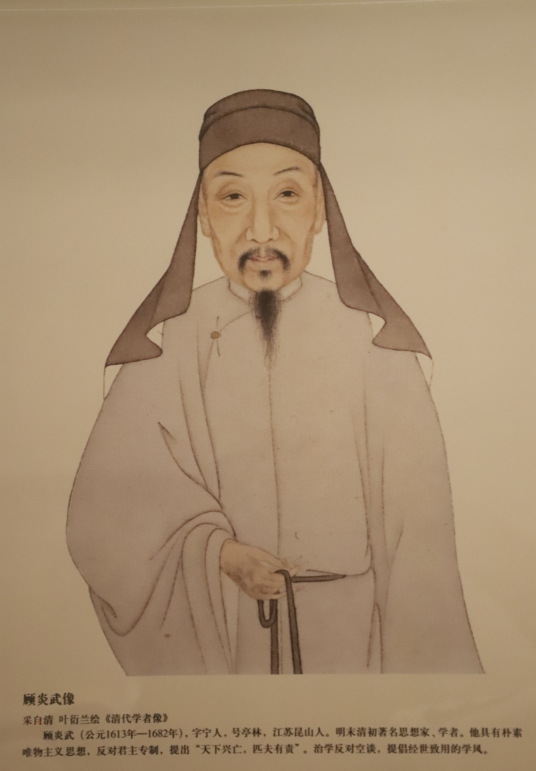 顾炎武像
采自清 叶衍兰绘《清代学者像》
顾炎武（公元1613年—1682年），字宁人，号亭林，江苏昆山人。明末清初著名思想家、学者。他具有朴素
唯物主义思想，反对君主专制，提出“天下兴亡，匹夫有责”。治学反对空谈，提倡经世致用的学风。